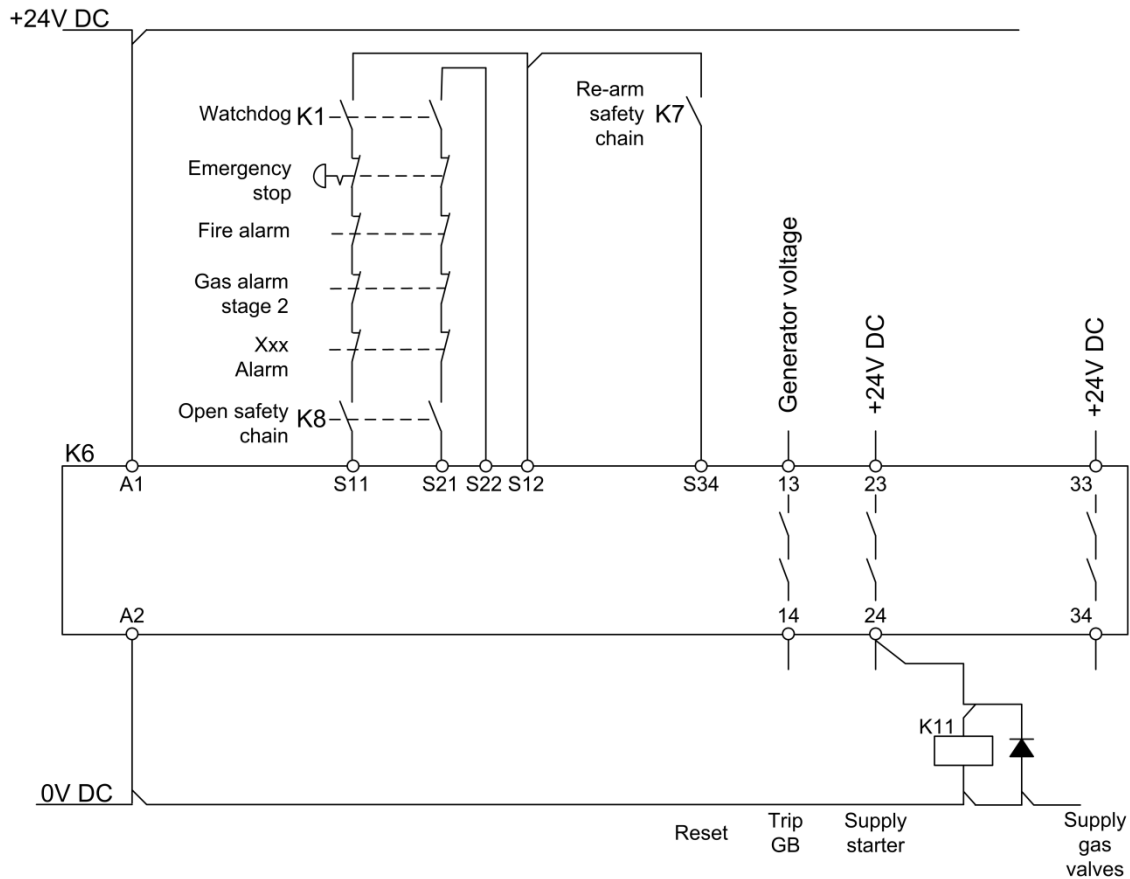 +24V DC
Watchdog K1
Emergency
stop
Fire alarm
Gas alarm
stage 2
Xxx
Alarm
Open safety
chain
K8
Re-arm
safety
chain
K7
Generator voltage
+24V DC
+24V DC
K6
A1
S11
S21
S22
S12
S34
13
23
33
A2
14
24
34
K11
0V DC
Reset
Trip
GB
Supply
starter
Supply
gas
valves